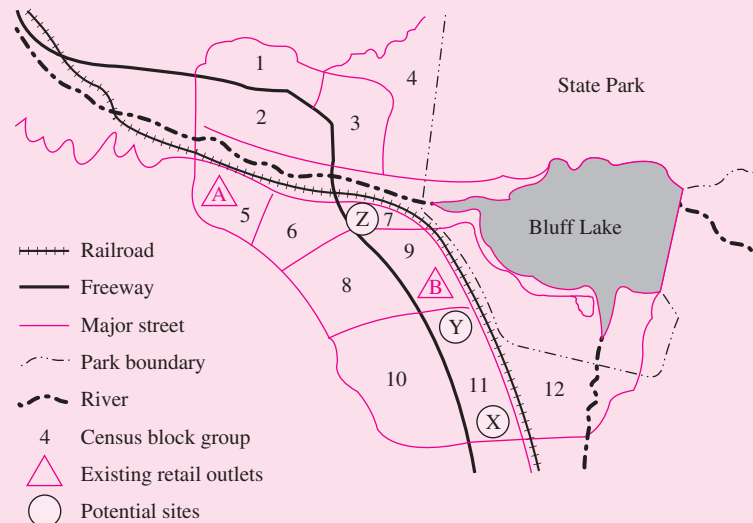 1
4
State Park
2
3
A
5
6
Z
7
9
Bluff Lake
8
B
Y
10
11
12
X
Railroad
Freeway
Major street
Park boundary
River
4 Census block group
Existing retail outlets
Potential sites